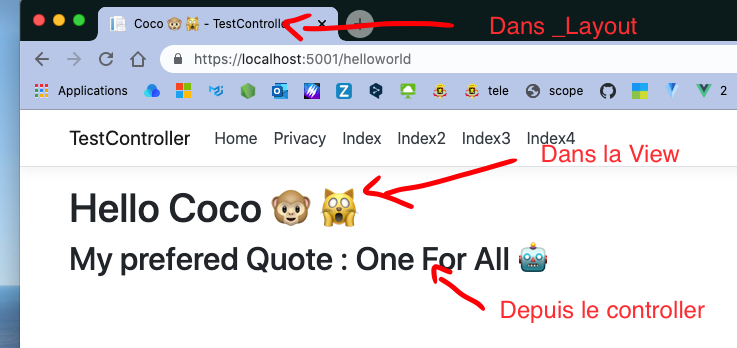 Coco 🐵 🙀 - TestControlle
Dans _Layout
https://localhost:5001/helloworld
Applications
tele
scope
2
TestController Home Privacy Index Index2 Index3 Index4
Dans la View
Hello Coco 🐵 🙀
My prefered Quote : One For All 🤖
Depuis le controller